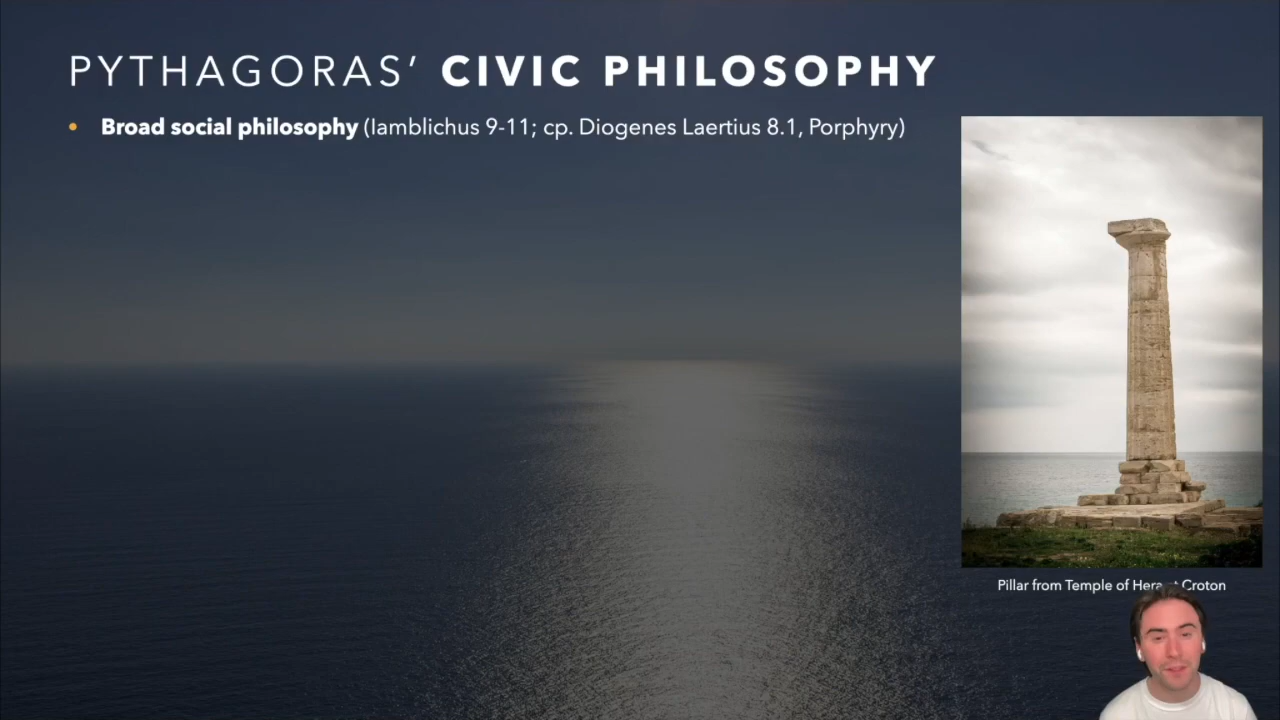 PYTHAGORAS’ CIVIC PHILOSOPHY
• Broad social philosophy (Iamblichus 9-11; cp. Diogenes Laertius 8.1, Porphyry)
Pillar from Temple of Hera Croton